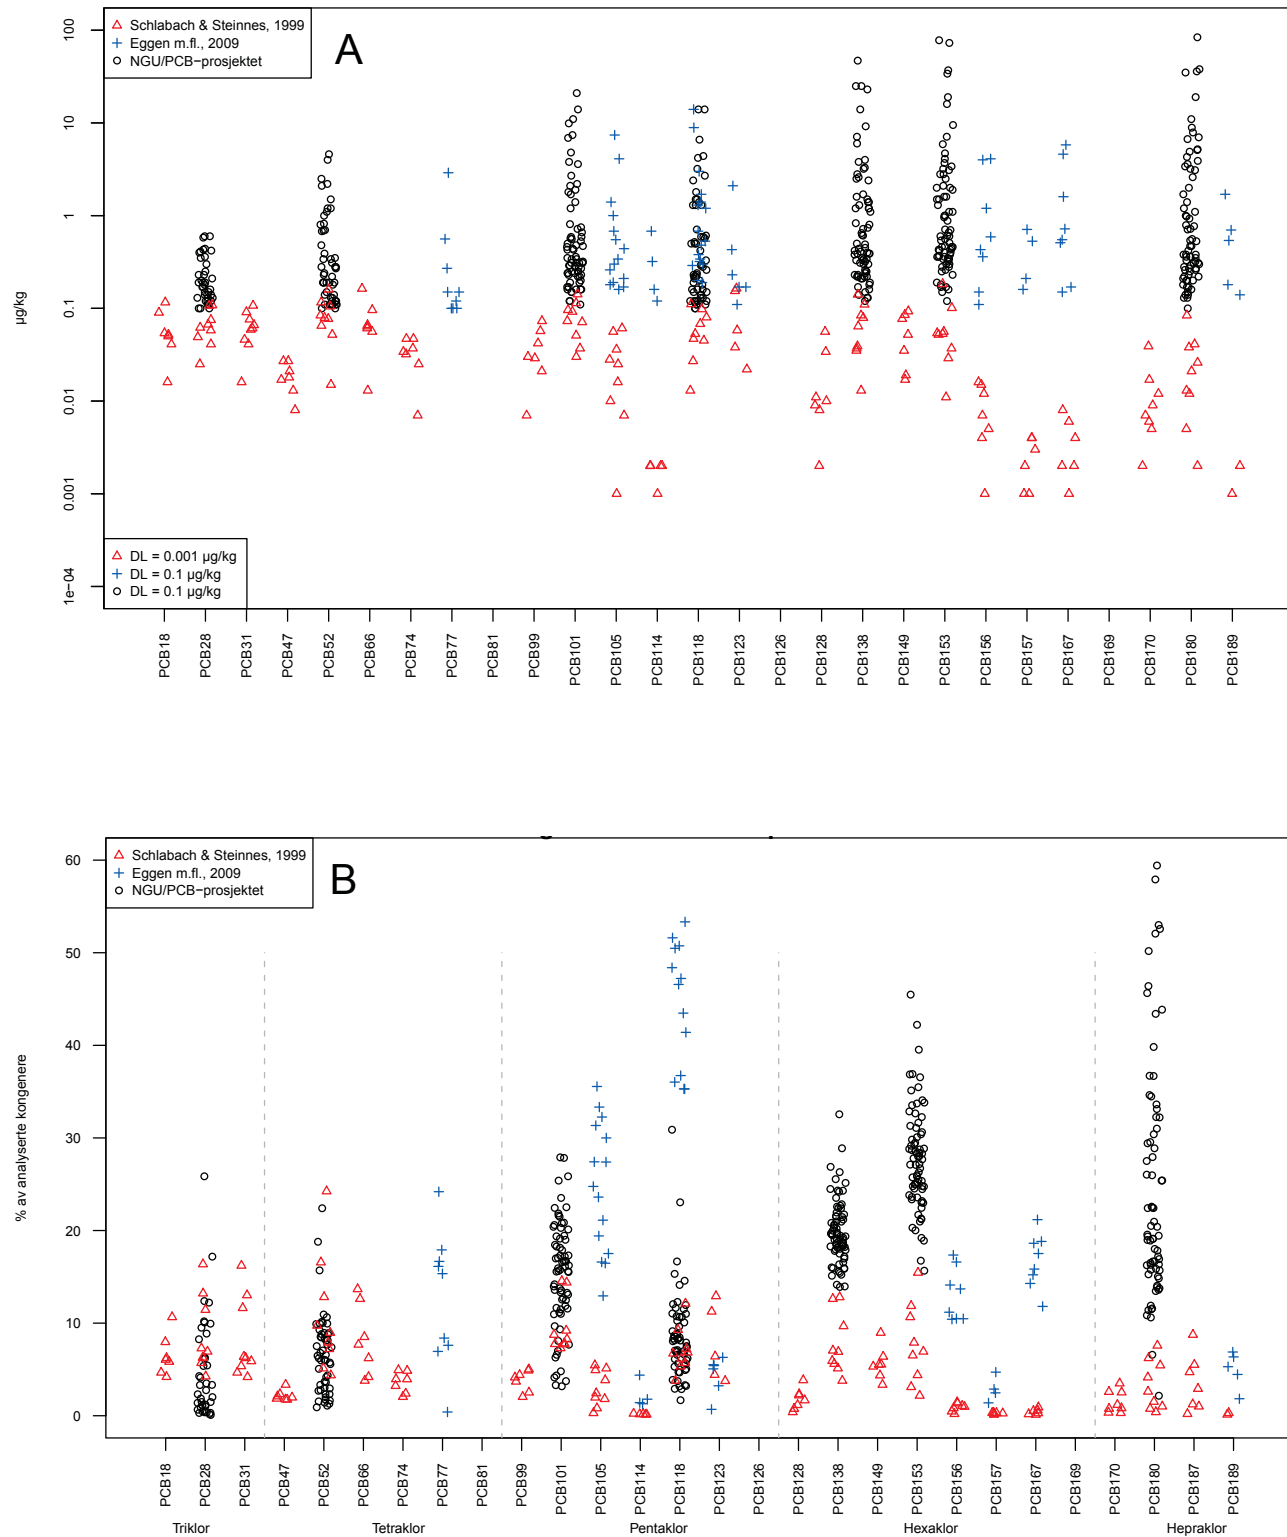 Schlabach & Steinnes, 1999
Eggen m.fl., 2009
NGU/PCB−prosjektet
A
µg/kg
100
10
1
0.1
0.01
0.001
1e−04
DL = 0.001 µg/kg
DL = 0.1 µg/kg
DL = 0.1 µg/kg
PCB18
PCB28
PCB31
PCB47
PCB52
PCB66
PCB74
PCB77
PCB81
PCB99
PCB101
PCB105
PCB114
PCB118
PCB123
PCB126
PCB128
PCB138
PCB149
PCB153
PCB156
PCB157
PCB167
PCB169
PCB170
PCB180
PCB189
Schlabach & Steinnes, 1999
Eggen m.fl., 2009
NGU/PCB−prosjektet
B
% av analyserte kongenere
60
50
40
30
20
10
0
PCB18
PCB28
PCB31
PCB47
PCB52
PCB66
PCB74
PCB77
PCB81
PCB99
PCB101
PCB105
PCB114
PCB118
PCB123
PCB126
PCB128
PCB138
PCB149
PCB153
PCB156
PCB157
PCB167
PCB169
PCB170
PCB180
PCB187
PCB189
Triklor
Tetraklor
Pentaklor
Hexaklor
Hepraklor